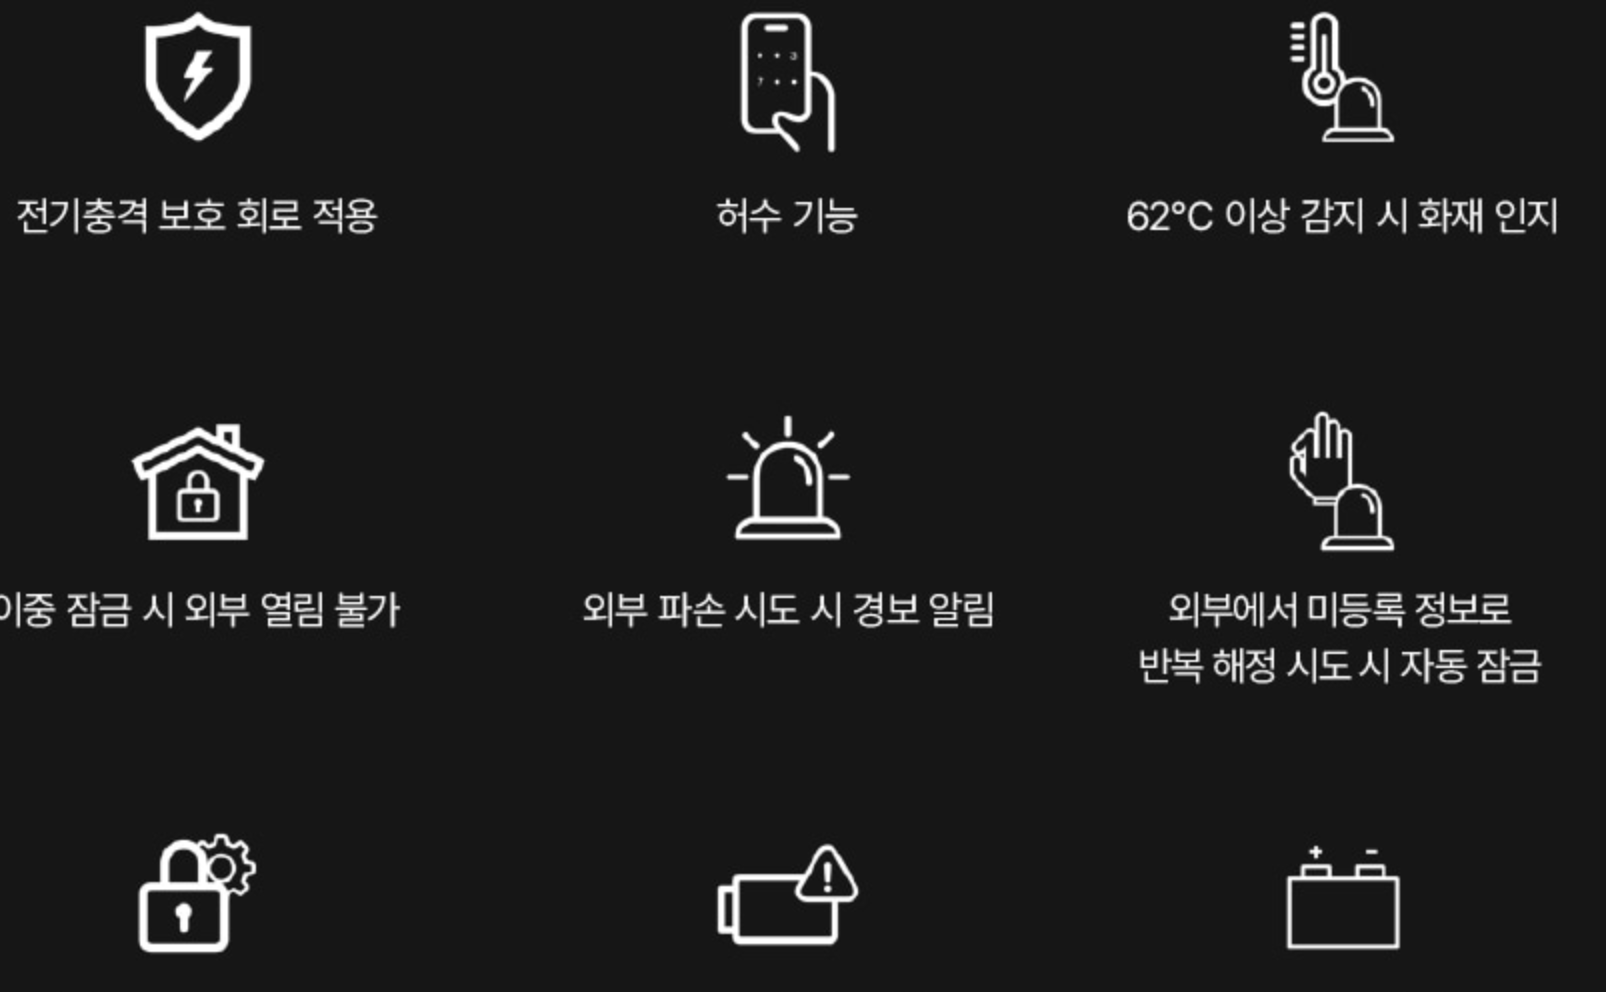 전기충격 보호 회로 적용
허수 기능
62°C 이상 감지 시 화재 인지
이중 잠금 시 외부 열림 불가
외부 파손 시도 시 경보 알림
외부에서 미등록 정보로
반복 해정 시도 시 자동 잠금